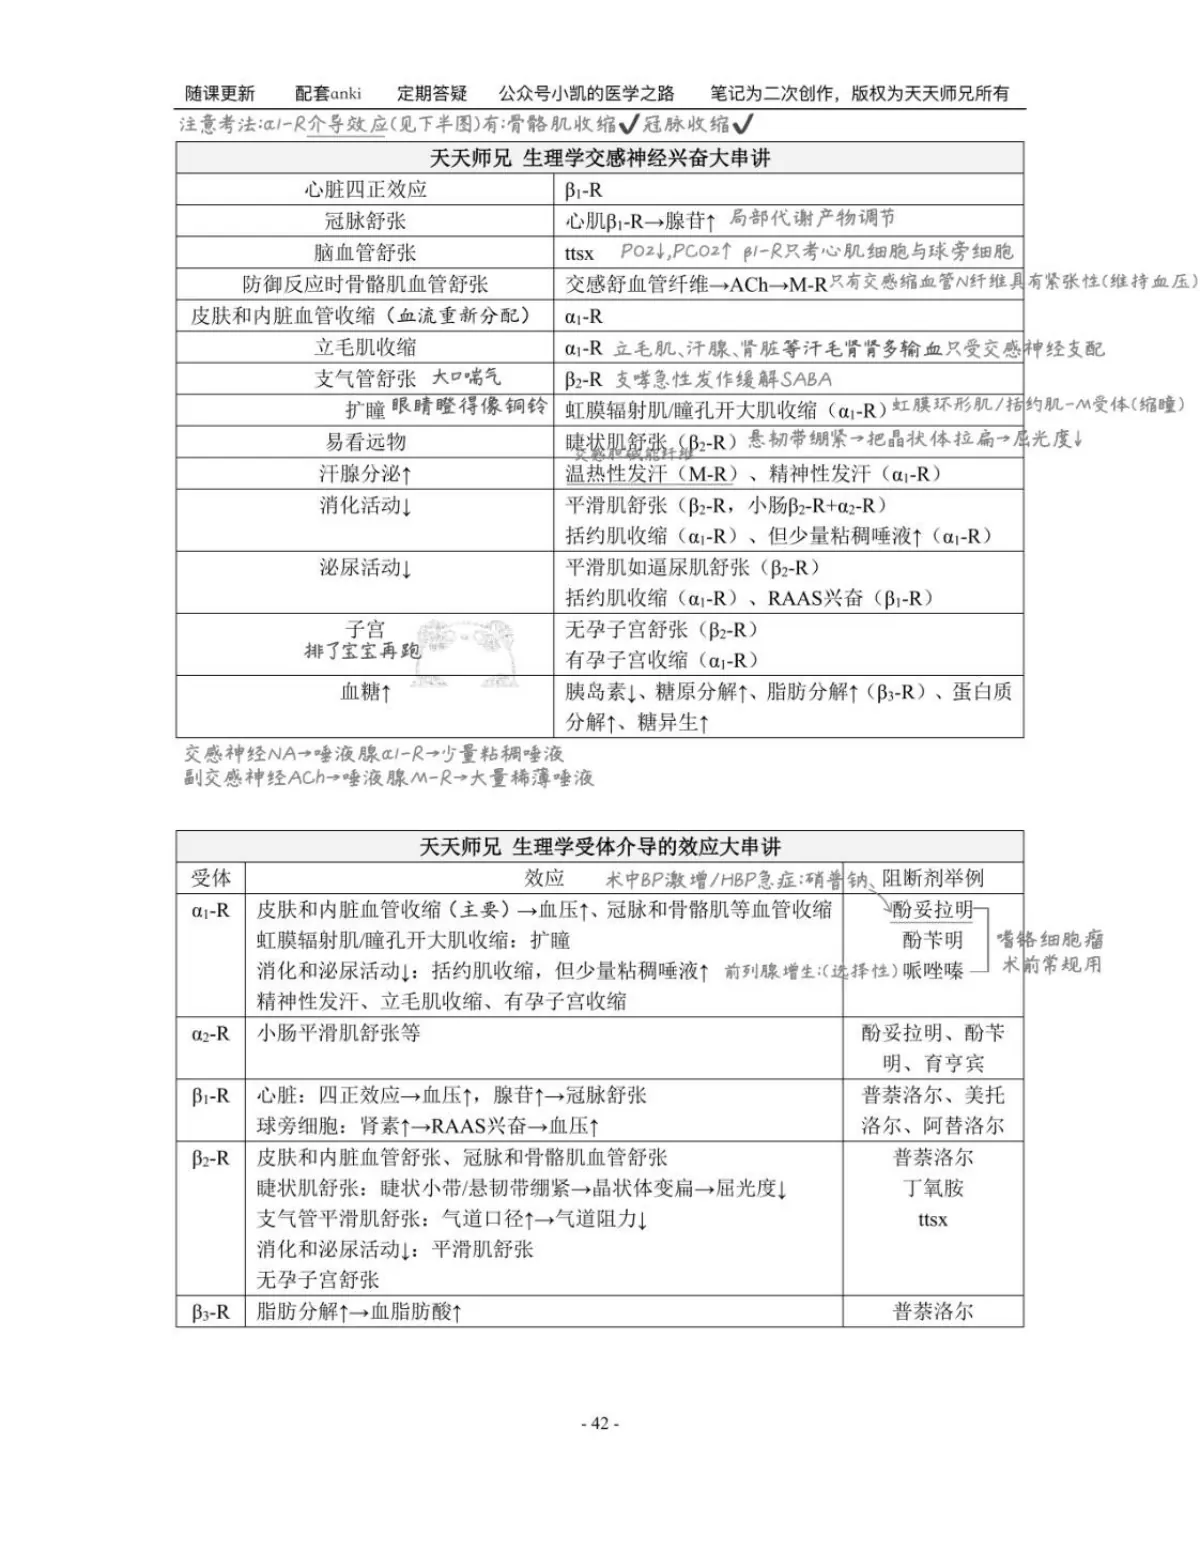 随课更新 配套anki 定期答疑 公众号小凯的医学之路 笔记为二次创作，版权为天天师兄所有
注意考法:α1-R介导效应(见下半图)有:骨骼肌收缩✔冠脉收缩✔
天天师兄 生理学交感神经兴奋大串讲
心脏四正效应 β₁-R
冠脉舒张 心肌β₁-R→腺苷↑ 局部代谢产物调节
脑血管舒张 ttsx PO2↓,PCO2↑ β1-R只考心肌细胞与球旁细胞
防御反应时骨骼肌血管舒张 交感舒血管纤维→ACh→M-R只有交感缩血管N纤维具有紧张性(维持血压)
皮肤和内脏血管收缩（血流重新分配） α₁-R
立毛肌收缩 α₁-R 立毛肌、汗腺、肾脏等汗毛肾肾多输血只受交感神经支配
支气管舒张 大口喘气 β₂-R 支哮急性发作缓解SABA
扩瞳 眼睛瞪得像铜铃 虹膜辐射肌/瞳孔开大肌收缩（α₁-R）虹膜环形肌/括约肌-M受体(缩瞳)
易看远物 睫状肌舒张（β₂-R）悬韧带绷紧→把晶状体拉扁→屈光度↓
交感胆碱能纤维
汗腺分泌↑ 温热性发汗（M-R）、精神性发汗（α₁-R）
消化活动↓ 平滑肌舒张（β₂-R，小肠β₂-R+α₂-R）
括约肌收缩（α₁-R）、但少量粘稠唾液↑（α₁-R）
泌尿活动↓ 平滑肌如逼尿肌舒张（β₂-R）
括约肌收缩（α₁-R）、RAAS兴奋（β₁-R）
子宫 无孕子宫舒张（β₂-R）
排了宝宝再跑 有孕子宫收缩（α₁-R）
血糖↑ 胰岛素↓、糖原分解↑、脂肪分解↑（β₃-R）、蛋白质
分解↑、糖异生↑
交感神经NA→唾液腺α1-R→少量粘稠唾液
副交感神经ACh→唾液腺M-R→大量稀薄唾液
天天师兄 生理学受体介导的效应大串讲
受体 效应 术中BP激增/HBP急症:硝普钠、 阻断剂举例
α₁-R 皮肤和内脏血管收缩（主要）→血压↑、冠脉和骨骼肌等血管收缩 酚妥拉明
虹膜辐射肌/瞳孔开大肌收缩：扩瞳 酚苄明 嗜铬细胞瘤
消化和泌尿活动↓：括约肌收缩，但少量粘稠唾液↑ 前列腺增生:(选择性) 哌唑嗪 术前常规用
精神性发汗、立毛肌收缩、有孕子宫收缩
α₂-R 小肠平滑肌舒张等 酚妥拉明、酚苄
明、育亨宾
β₁-R 心脏：四正效应→血压↑，腺苷↑→冠脉舒张 普萘洛尔、美托
球旁细胞：肾素↑→RAAS兴奋→血压↑ 洛尔、阿替洛尔
β₂-R 皮肤和内脏血管舒张、冠脉和骨骼肌血管舒张 普萘洛尔
睫状肌舒张：睫状小带/悬韧带绷紧→晶状体变扁→屈光度↓ 丁氧胺
支气管平滑肌舒张：气道口径↑→气道阻力↓ ttsx
消化和泌尿活动↓：平滑肌舒张
无孕子宫舒张
β₃-R 脂肪分解↑→血脂肪酸↑ 普萘洛尔
- 42 -